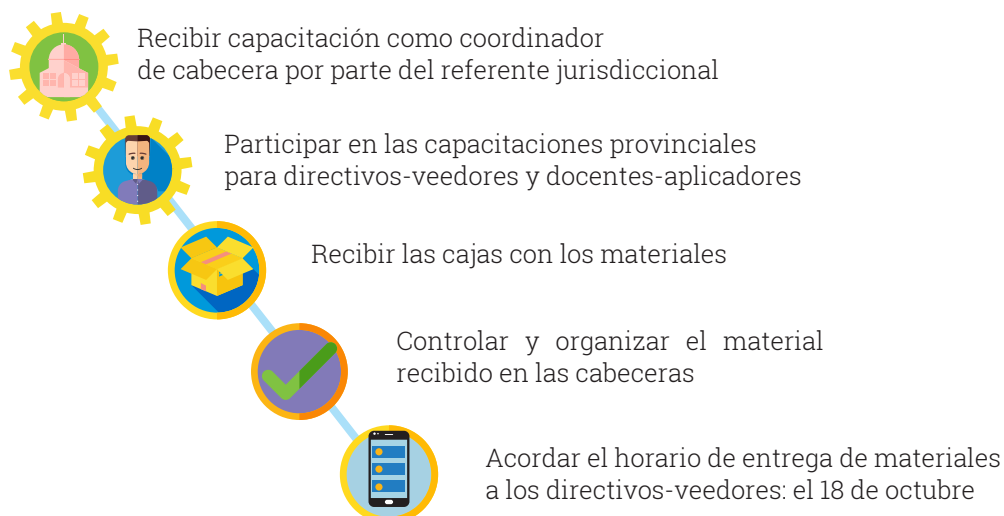 Recibir capacitación como coordinador
de cabecera por parte del referente jurisdiccional
Participar en las capacitaciones provinciales
para directivos-veedores y docentes-aplicadores
Recibir las cajas con los materiales
Controlar y organizar el material
recibido en las cabeceras
Acordar el horario de entrega de materiales
a los directivos-veedores: el 18 de octubre